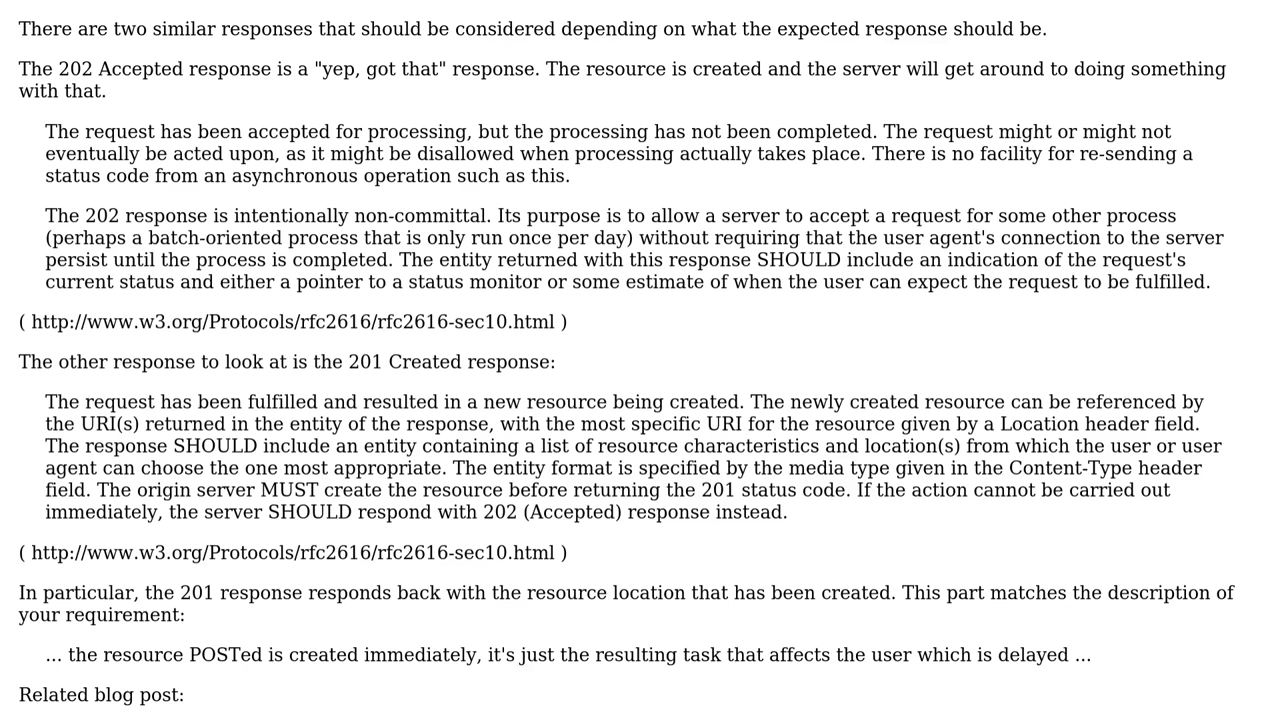 There are two similar responses that should be considered depending on what the expected response should be.
The 202 Accepted response is a "yep, got that" response. The resource is created and the server will get around to doing something
with that.
The request has been accepted for processing, but the processing has not been completed. The request might or might not
eventually be acted upon, as it might be disallowed when processing actually takes place. There is no facility for re-sending a
status code from an asynchronous operation such as this.
The 202 response is intentionally non-committal. Its purpose is to allow a server to accept a request for some other process
(perhaps a batch-oriented process that is only run once per day) without requiring that the user agent's connection to the server
persist until the process is completed. The entity returned with this response SHOULD include an indication of the request's
current status and either a pointer to a status monitor or some estimate of when the user can expect the request to be fulfilled.
( http://www.w3.org/Protocols/rfc2616/rfc2616-sec10.html )
The other response to look at is the 201 Created response:
The request has been fulfilled and resulted in a new resource being created. The newly created resource can be referenced by
the URI(s) returned in the entity of the response, with the most specific URI for the resource given by a Location header field.
The response SHOULD include an entity containing a list of resource characteristics and location(s) from which the user or user
agent can choose the one most appropriate. The entity format is specified by the media type given in the Content-Type header
field. The origin server MUST create the resource before returning the 201 status code. If the action cannot be carried out
immediately, the server SHOULD respond with 202 (Accepted) response instead.
( http://www.w3.org/Protocols/rfc2616/rfc2616-sec10.html )
In particular, the 201 response responds back with the resource location that has been created. This part matches the description of
your requirement:
... the resource POSTed is created immediately, it's just the resulting task that affects the user which is delayed ...
Related blog post: